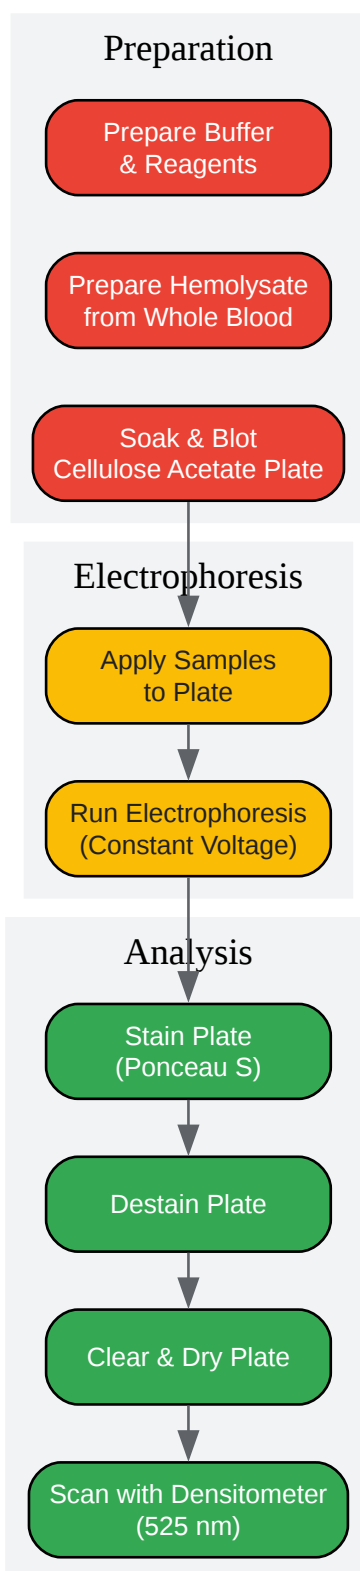 Preparation
Prepare Buffer
& Reagents
Prepare Hemolysate
from Whole Blood
Soak & Blot
Cellulose Acetate Plate
Electrophoresis
Apply Samples
to Plate
Run Electrophoresis
(Constant Voltage)
Analysis
Stain Plate
(Ponceau S)
Destain Plate
Clear & Dry Plate
Scan with Densitometer
(525 nm)